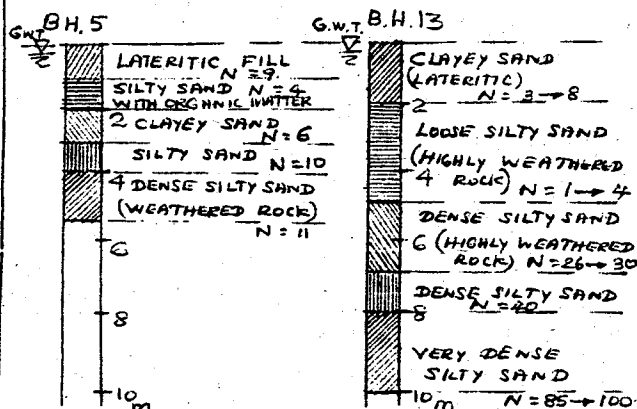 G.W.T. B.H.5
LATERITIC FILL
N=9.
SILTY SAND N=4
WITH ORGANIC MATTER
2 CLAYEY SAND
N=6
SILTY SAND N=10
4 DENSE SILTY SAND
(WEATHERED ROCK)
N=11
6
8
10 m
G.W.T. B.H.13
CLAYEY SAND
(LATERITIC)
N=3→8
2
LOOSE SILTY SAND
(HIGHLY WEATHERED
4 ROCK) N=1→4
DENSE SILTY SAND
6 (HIGHLY WEATHERED
ROCK) N=26→30
DENSE SILTY SAND
N=40
8
VERY DENSE
SILTY SAND
10 m N=85→100